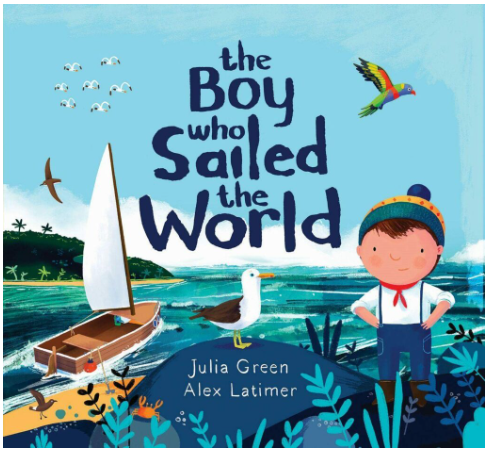 the
Boy
who
Sailed
the
World
Julia Green
Alex Latimer